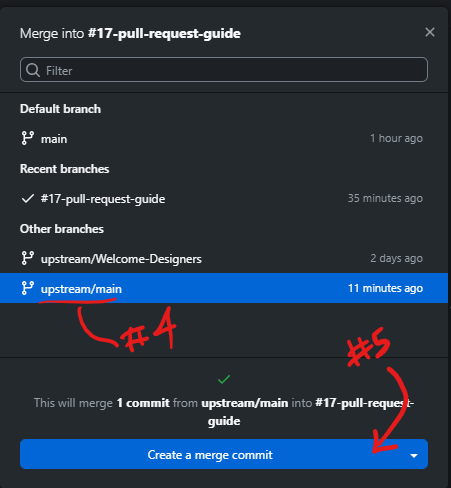 Merge into #17-pull-request-guide
Filter
Default branch
main 1 hour ago
Recent branches
#17-pull-request-guide 35 minutes ago
Other branches
upstream/Welcome-Designers 2 days ago
upstream/main 11 minutes ago
#4
#5
This will merge 1 commit from upstream/main into #17-pull-request-
guide
Create a merge commit